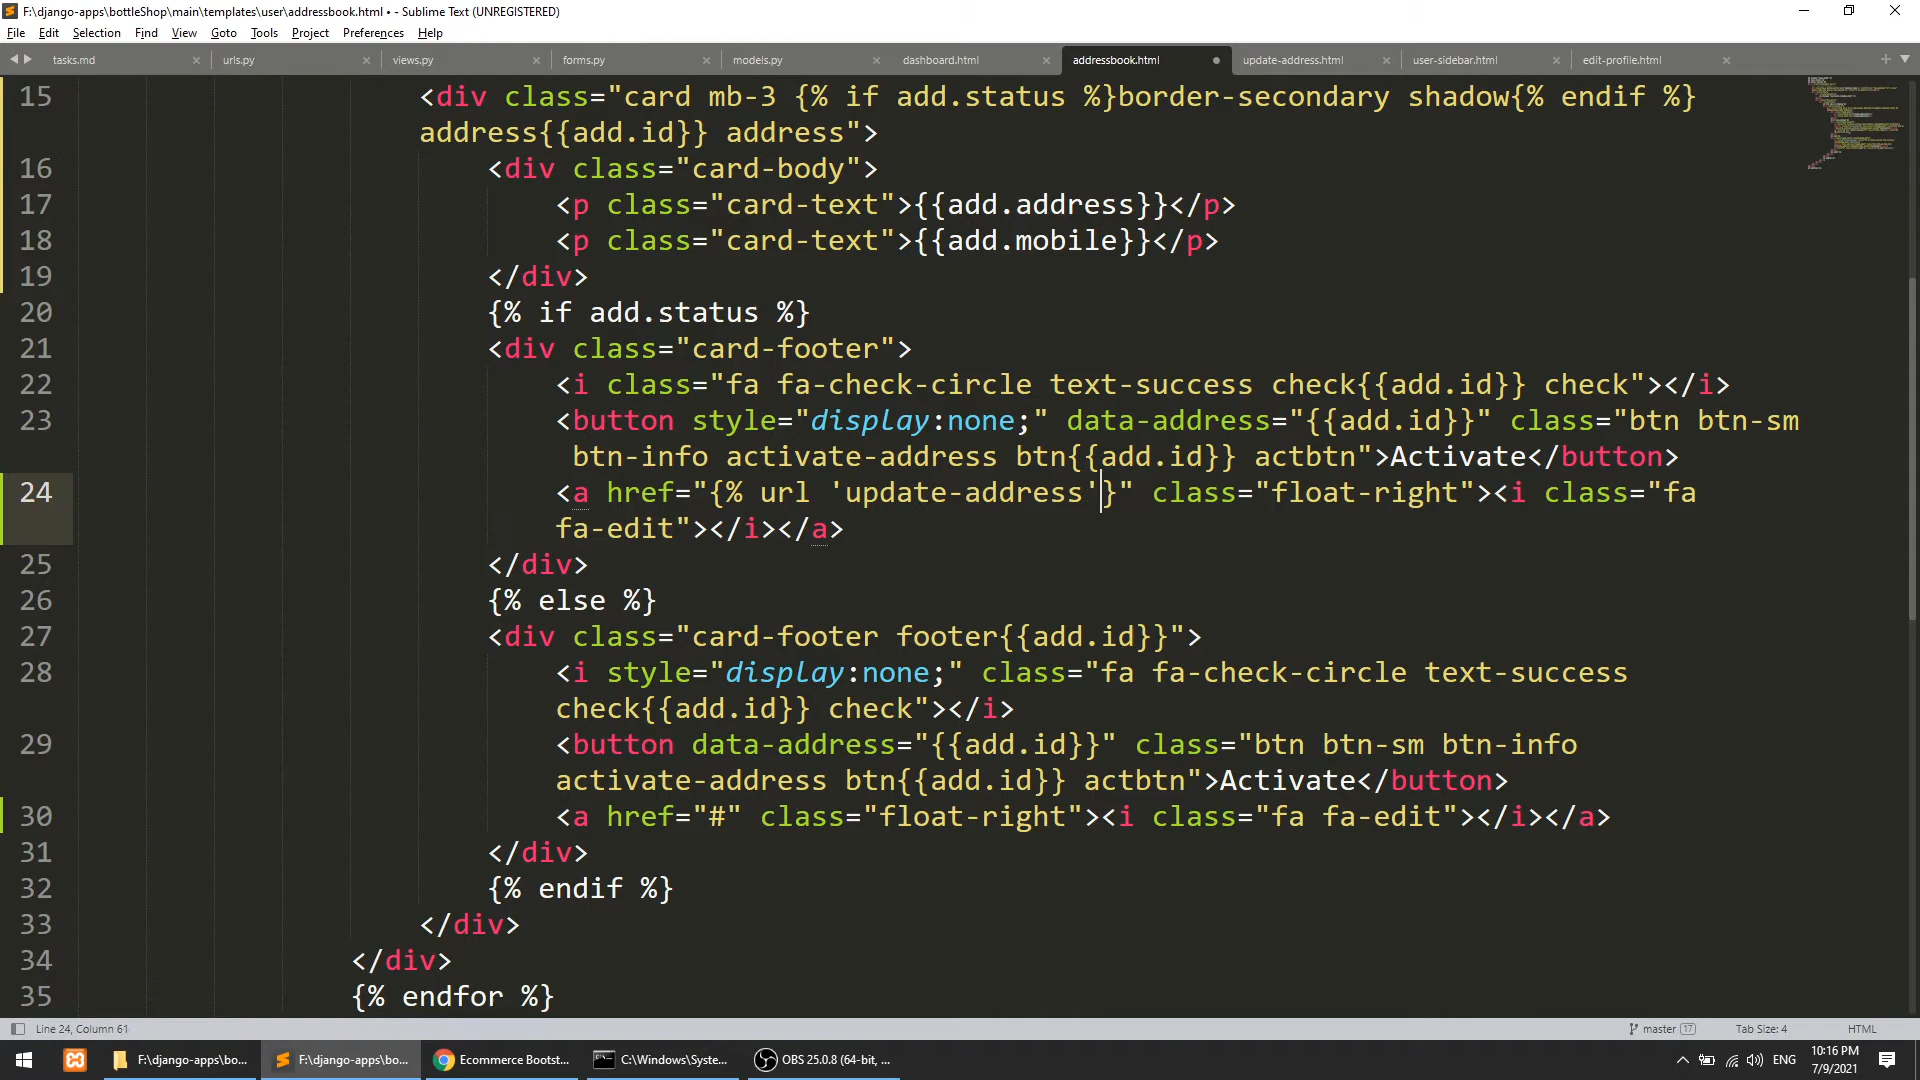 F:\django-apps\bottleShop\main\templates\user\addressbook.html • - Sublime Text (UNREGISTERED)
File Edit Selection Find View Goto Tools Project Preferences Help
tasks.md urls.py views.py forms.py models.py dashboard.html addressbook.html update-address.html user-sidebar.html edit-profile.html
15 <div class="card mb-3 {% if add.status %}border-secondary shadow{% endif %}
address{{add.id}} address">
16 <div class="card-body">
17 <p class="card-text">{{add.address}}</p>
18 <p class="card-text">{{add.mobile}}</p>
19 </div>
20 {% if add.status %}
21 <div class="card-footer">
22 <i class="fa fa-check-circle text-success check{{add.id}} check"></i>
23 <button style="display:none;" data-address="{{add.id}}" class="btn btn-sm
btn-info activate-address btn{{add.id}} actbtn">Activate</button>
24 <a href="{% url 'update-address'}" class="float-right"><i class="fa
fa-edit"></i></a>
25 </div>
26 {% else %}
27 <div class="card-footer footer{{add.id}}">
28 <i style="display:none;" class="fa fa-check-circle text-success
check{{add.id}} check"></i>
29 <button data-address="{{add.id}}" class="btn btn-sm btn-info
activate-address btn{{add.id}} actbtn">Activate</button>
30 <a href="#" class="float-right"><i class="fa fa-edit"></i></a>
31 </div>
32 {% endif %}
33 </div>
34 </div>
35 {% endfor %}
Line 24, Column 61 master 17 Tab Size: 4 HTML
F:\django-apps\bo... F:\django-apps\bo... Ecommerce Bootst... C:\Windows\Syste... OBS 25.0.8 (64-bit, ... ENG 10:16 PM
7/9/2021